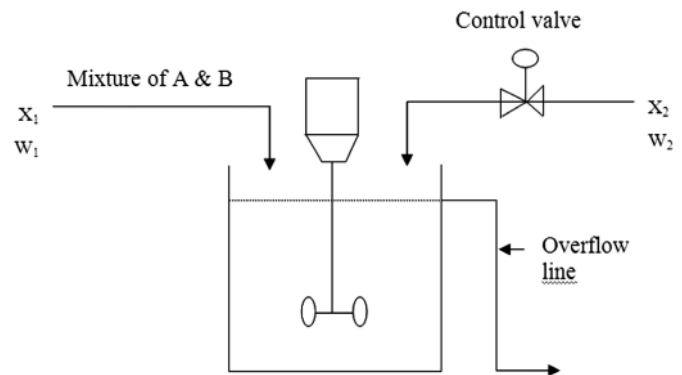 Control valve
Mixture of A & B
X₁
W₁
X₂
W₂
Overflow
line